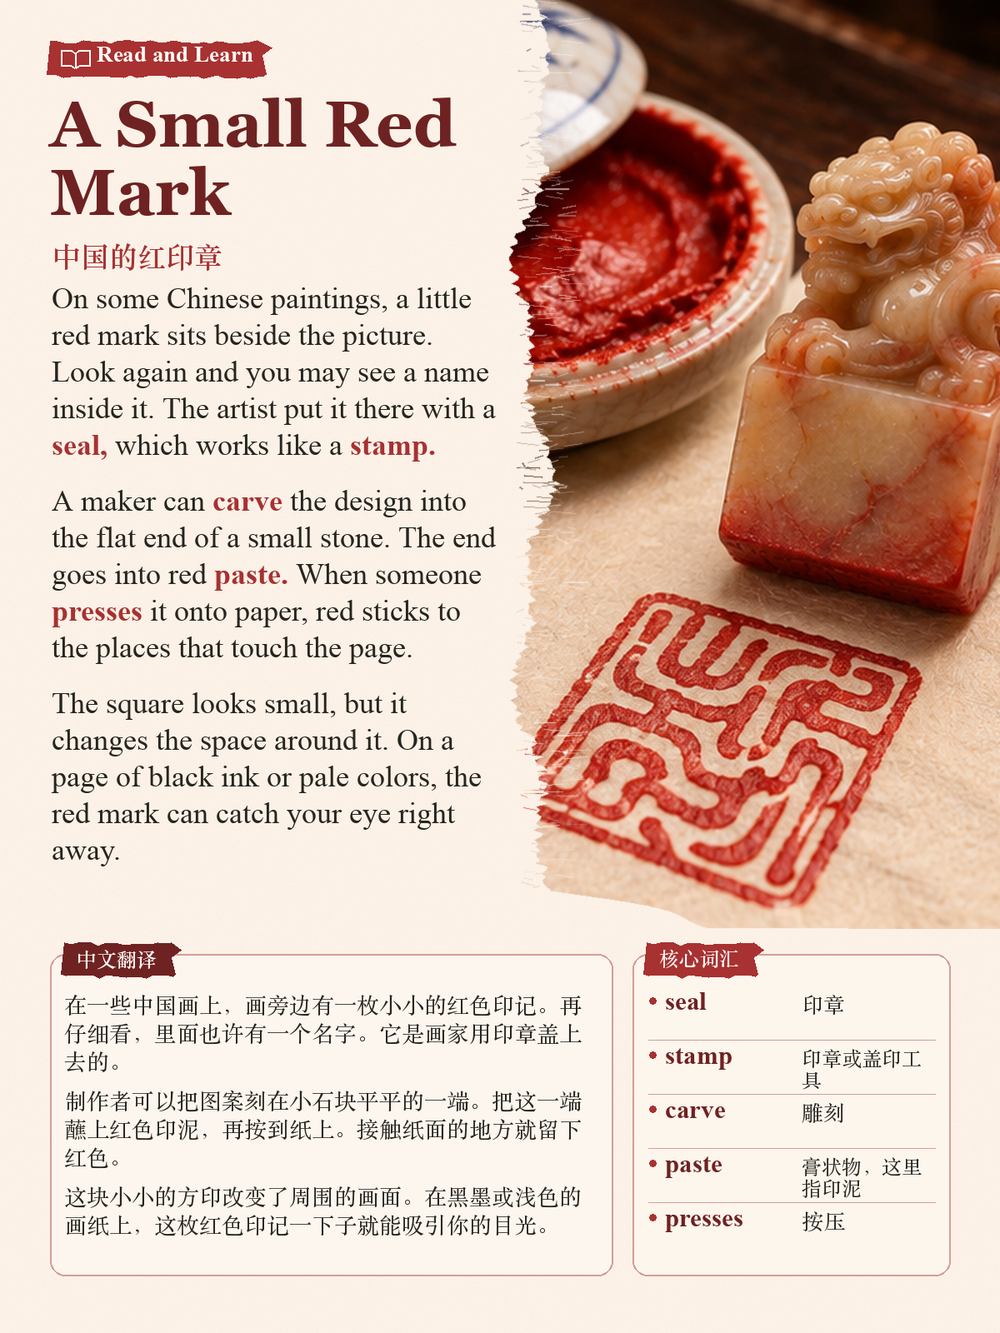 Read and Learn
A Small Red
Mark
中国的红印章
On some Chinese paintings, a little
red mark sits beside the picture.
Look again and you may see a name
inside it. The artist put it there with a
seal, which works like a stamp.
A maker can carve the design into
the flat end of a small stone. The end
goes into red paste. When someone
presses it onto paper, red sticks to
the places that touch the page.
The square looks small, but it
changes the space around it. On a
page of black ink or pale colors, the
red mark can catch your eye right
away.
中文翻译
在一些中国画上，画旁边有一枚小小的红色印记。再
仔细看，里面也许有一个名字。它是画家用印章盖上
去的。
制作者可以把图案刻在小石块平平的一端。把这一端
蘸上红色印泥，再按到纸上。接触纸面的地方就留下
红色。
这块小小的方印改变了周围的画面。在黑墨或浅色的
画纸上，这枚红色印记一下子就能吸引你的目光。
核心词汇
• seal 印章
• stamp 印章或盖印工
具
• carve 雕刻
• paste 膏状物，这里
指印泥
• presses 按压